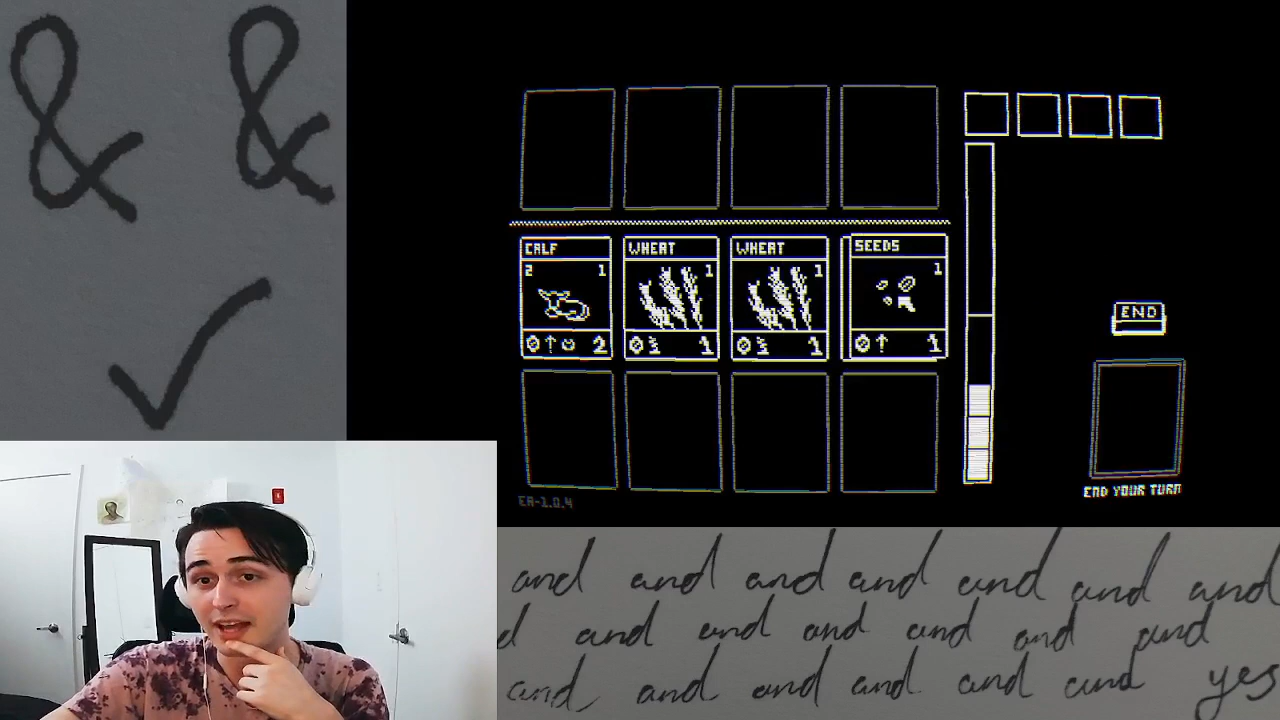 & &
CALF
2 1
2
WHEAT
1
1
WHEAT
1
1
SEEDS
1
1
END
END YOUR TURN
EA-1.0.4
and and and and and and and
and and and and and and
and and and and and and yes